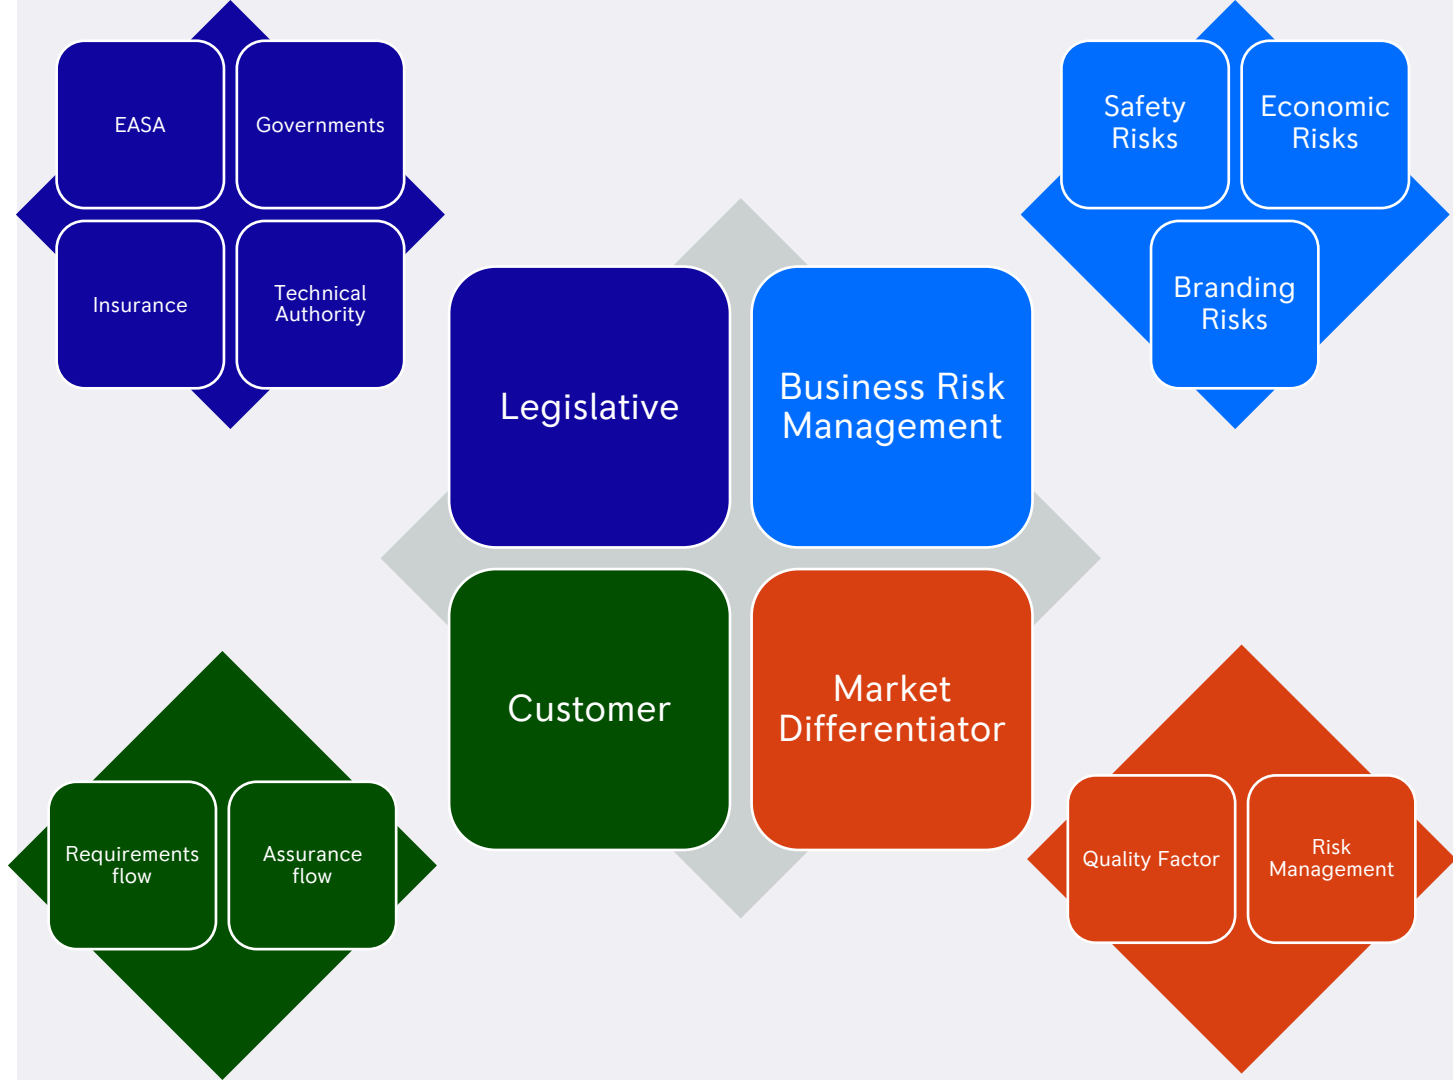 EASA
Governments
Insurance
Technical
Authority
Safety
Risks
Economic
Risks
Branding
Risks
Legislative
Business Risk
Management
Customer
Market
Differentiator
Requirements
flow
Assurance
flow
Quality Factor
Risk
Management